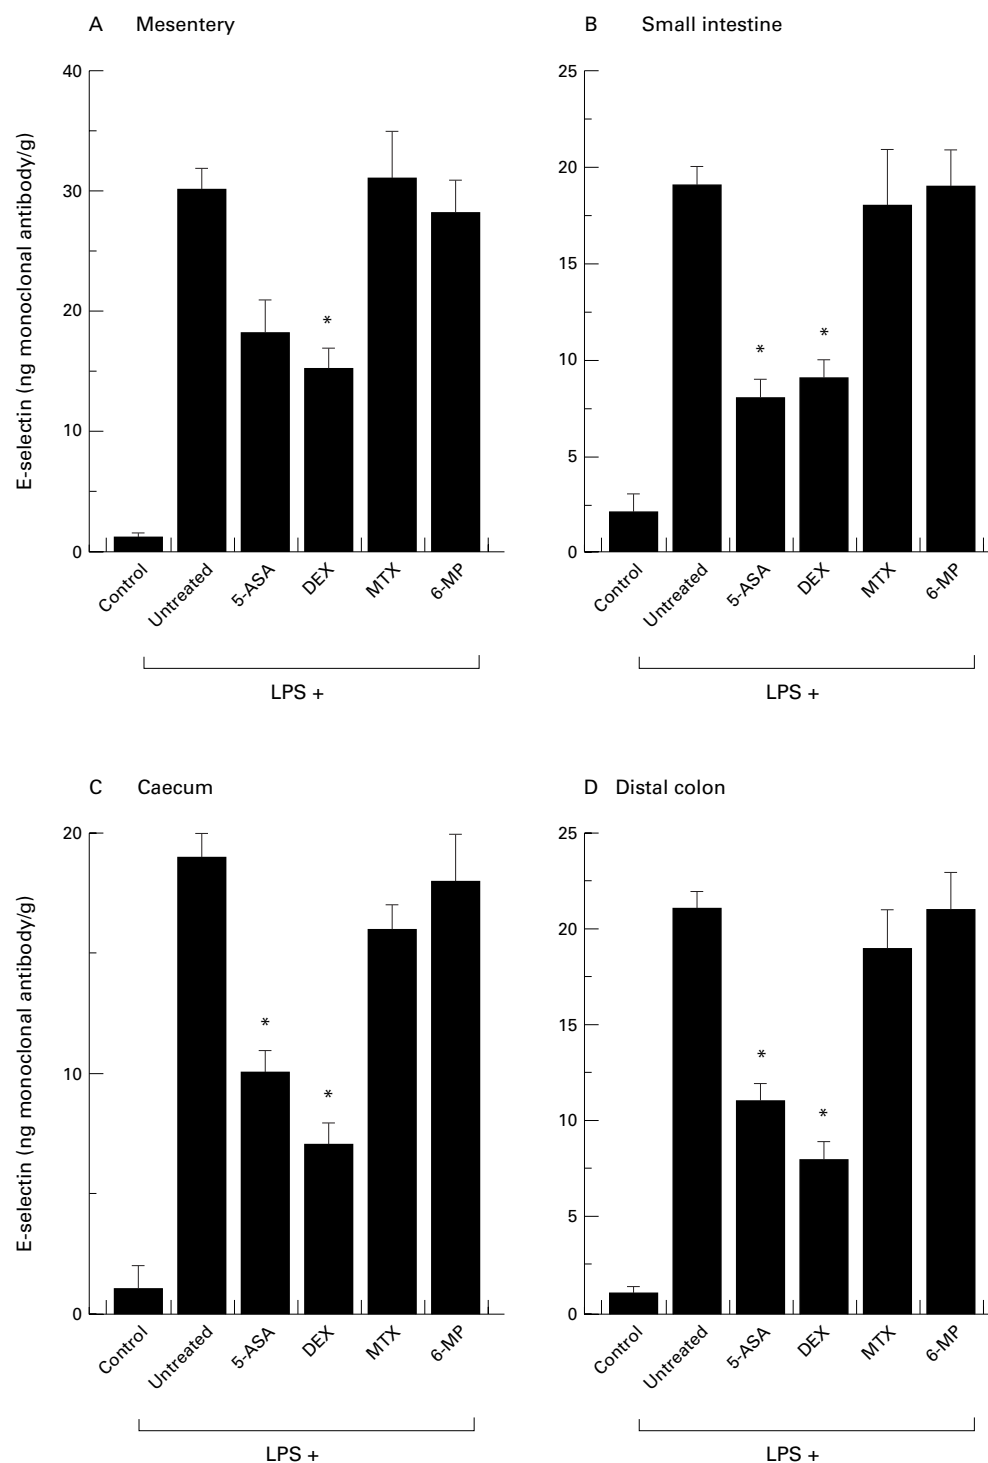 A Mesentery
E-selectin (ng monoclonal antibody/g)
40
30
20
10
0
*
Control
Untreated
5-ASA
DEX
MTX
6-MP
LPS +
B Small intestine
25
20
15
10
5
0
*
*
Control
Untreated
5-ASA
DEX
MTX
6-MP
LPS +
C Caecum
E-selectin (ng monoclonal antibody/g)
20
10
0
*
*
Control
Untreated
5-ASA
DEX
MTX
6-MP
LPS +
D Distal colon
25
20
15
10
5
0
*
*
Control
Untreated
5-ASA
DEX
MTX
6-MP
LPS +